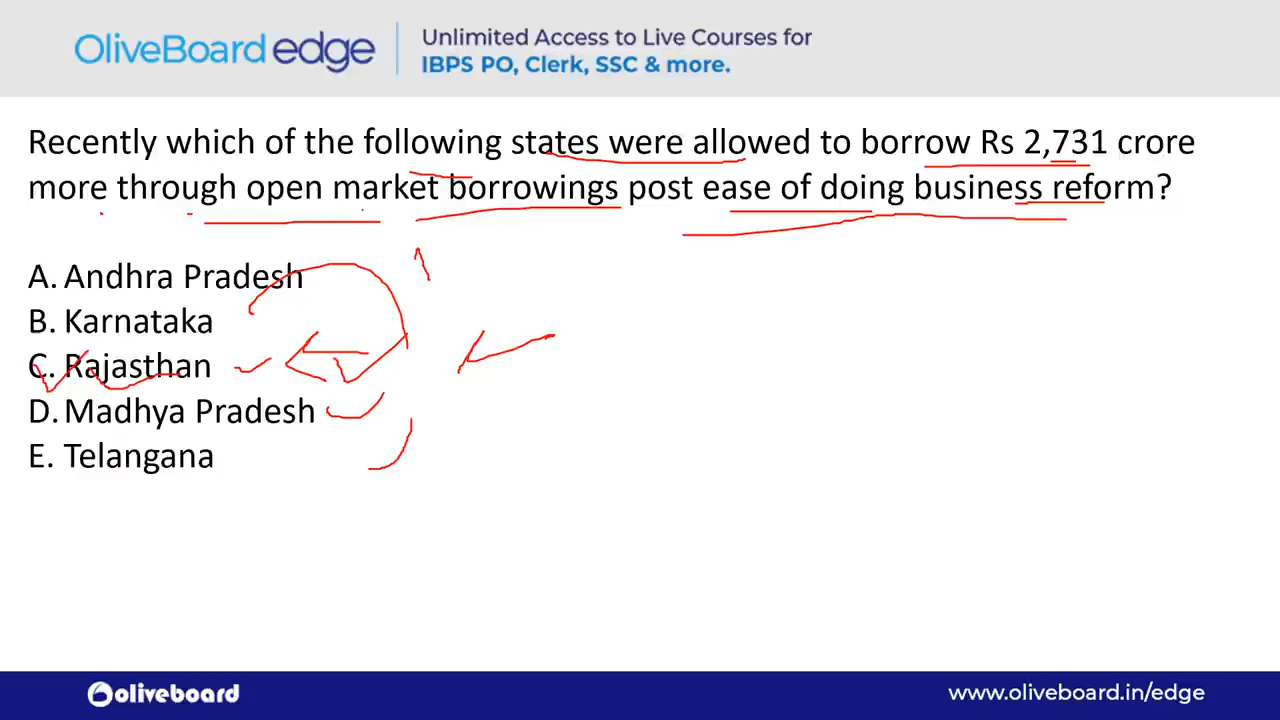 OliveBoard edge
Unlimited Access to Live Courses for
IBPS PO, Clerk, SSC & more.
Recently which of the following states were allowed to borrow Rs 2,731 crore
more through open market borrowings post ease of doing business reform?
A. Andhra Pradesh
B. Karnataka
C. Rajasthan
D. Madhya Pradesh
E. Telangana
oliveboard
www.oliveboard.in/edge